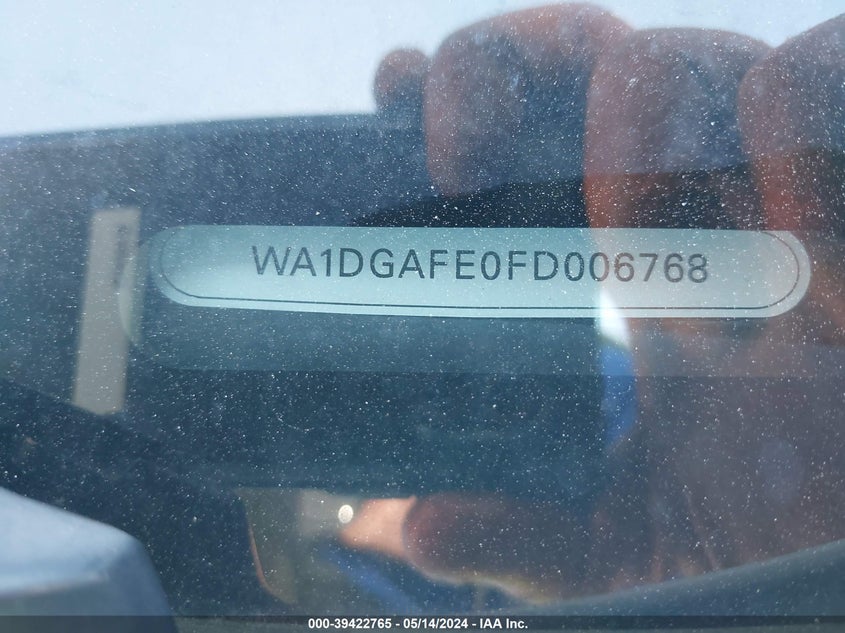 WA1DGAFE0FD006768
000-39422765 - 05/14/2024 - IAA Inc.